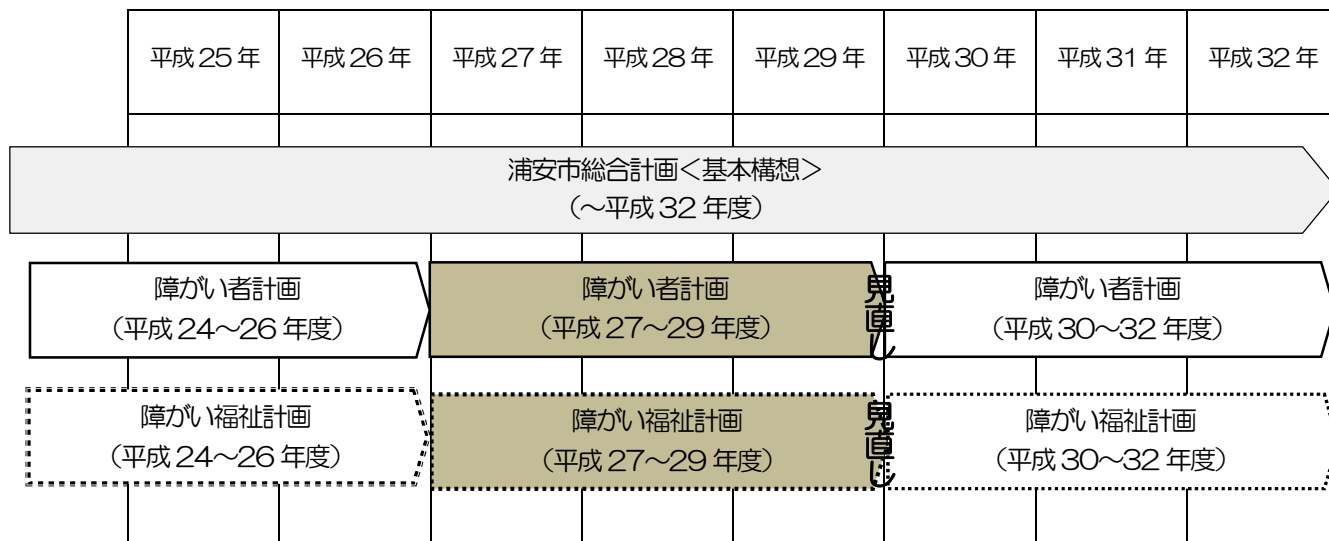 平成25年 平成26年 平成27年 平成28年 平成29年 平成30年 平成31年 平成32年
浦安市総合計画＜基本構想＞
（～平成32年度）
障がい者計画
（平成24～26年度）
障がい者計画
（平成27～29年度）
見直し
障がい者計画
（平成30～32年度）
障がい福祉計画
（平成24～26年度）
障がい福祉計画
（平成27～29年度）
見直し
障がい福祉計画
（平成30～32年度）